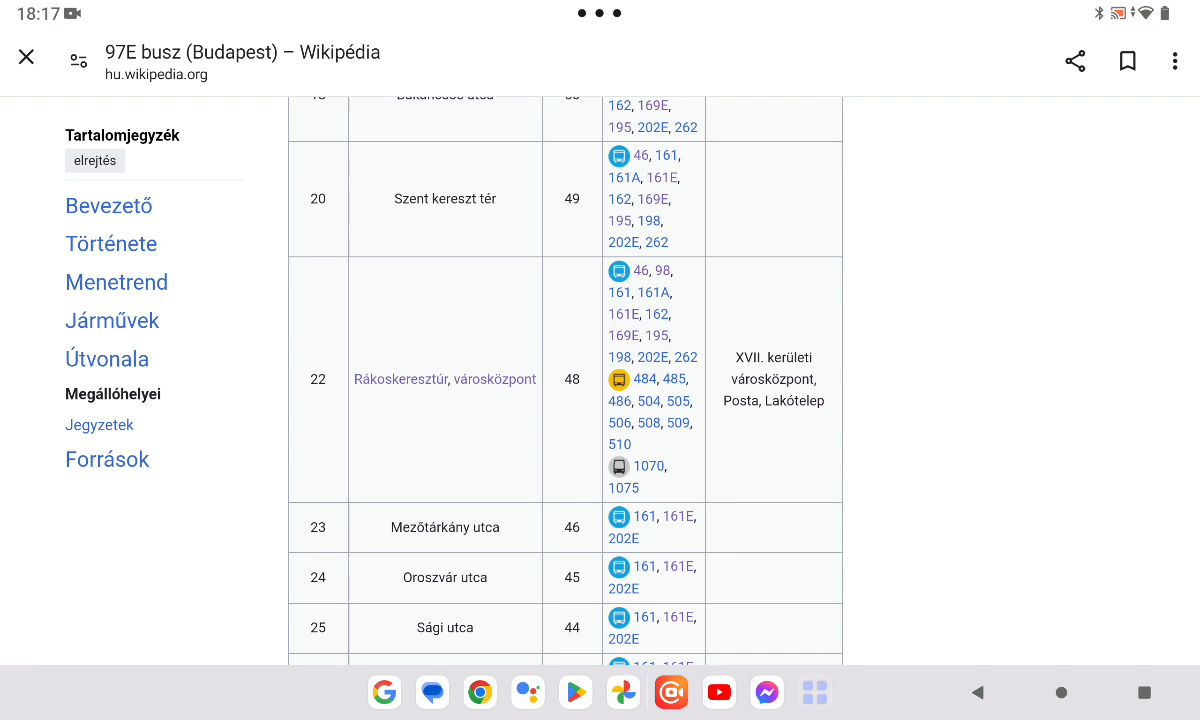 18:17
97E busz (Budapest) – Wikipédia
hu.wikipedia.org
Tartalomjegyzék
elrejtés
Bevezető
Története
Menetrend
Járművek
Útvonala
Megállóhelyei
Jegyzetek
Források
162, 169E,
195, 202E, 262
20
Szent kereszt tér
49
46, 161,
161A, 161E,
162, 169E,
195, 198,
202E, 262
22
Rákoskeresztúr, városközpont
48
46, 98,
161, 161A,
161E, 162,
169E, 195,
198, 202E, 262
484, 485,
486, 504, 505,
506, 508, 509,
510
1070,
1075
XVII. kerületi
városközpont,
Posta, Lakótelep
23
Mezőtárkány utca
46
161, 161E,
202E
24
Oroszvár utca
45
161, 161E,
202E
25
Sági utca
44
161, 161E,
202E
161, 161E